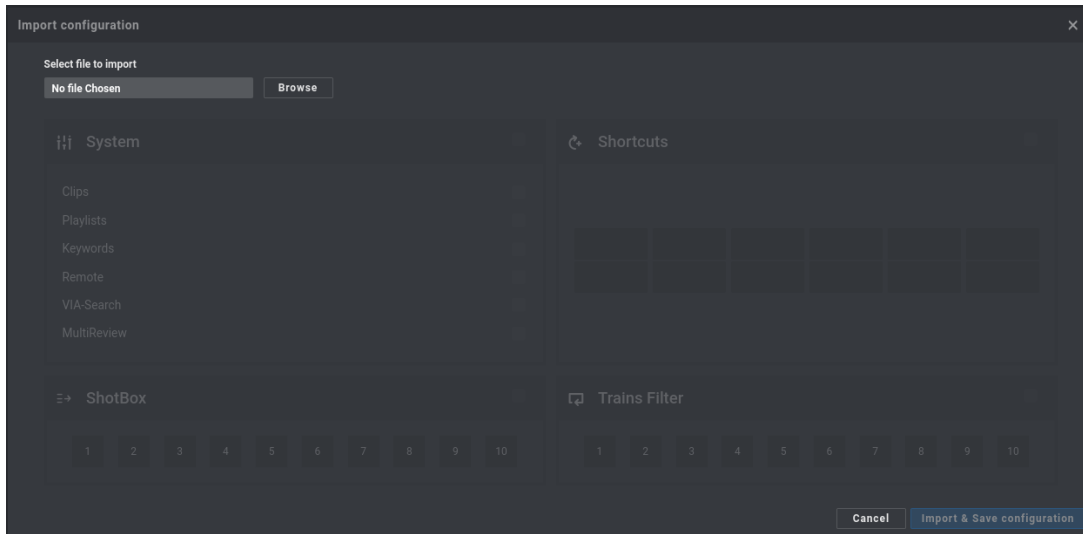 Import configuration
Select file to import
No file Chosen
Browse
System
Clips
Playlists
Keywords
Remote
VIA-Search
MultiReview
Shortcuts
ShotBox
1 2 3 4 5 6 7 8 9 10
Trains Filter
1 2 3 4 5 6 7 8 9 10
Cancel
Import & Save configuration